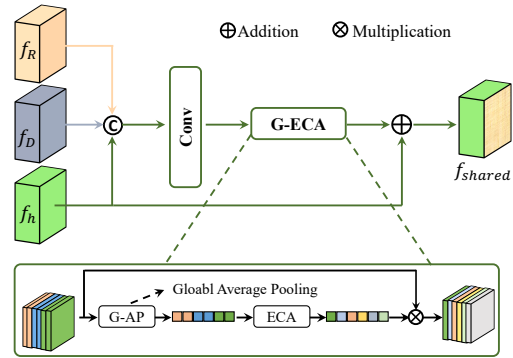 f_R
⊕Addition
⊗Multiplication
f_D
©
Conv
G-ECA
f_h
f_shared
Gloabl Average Pooling
G-AP
ECA